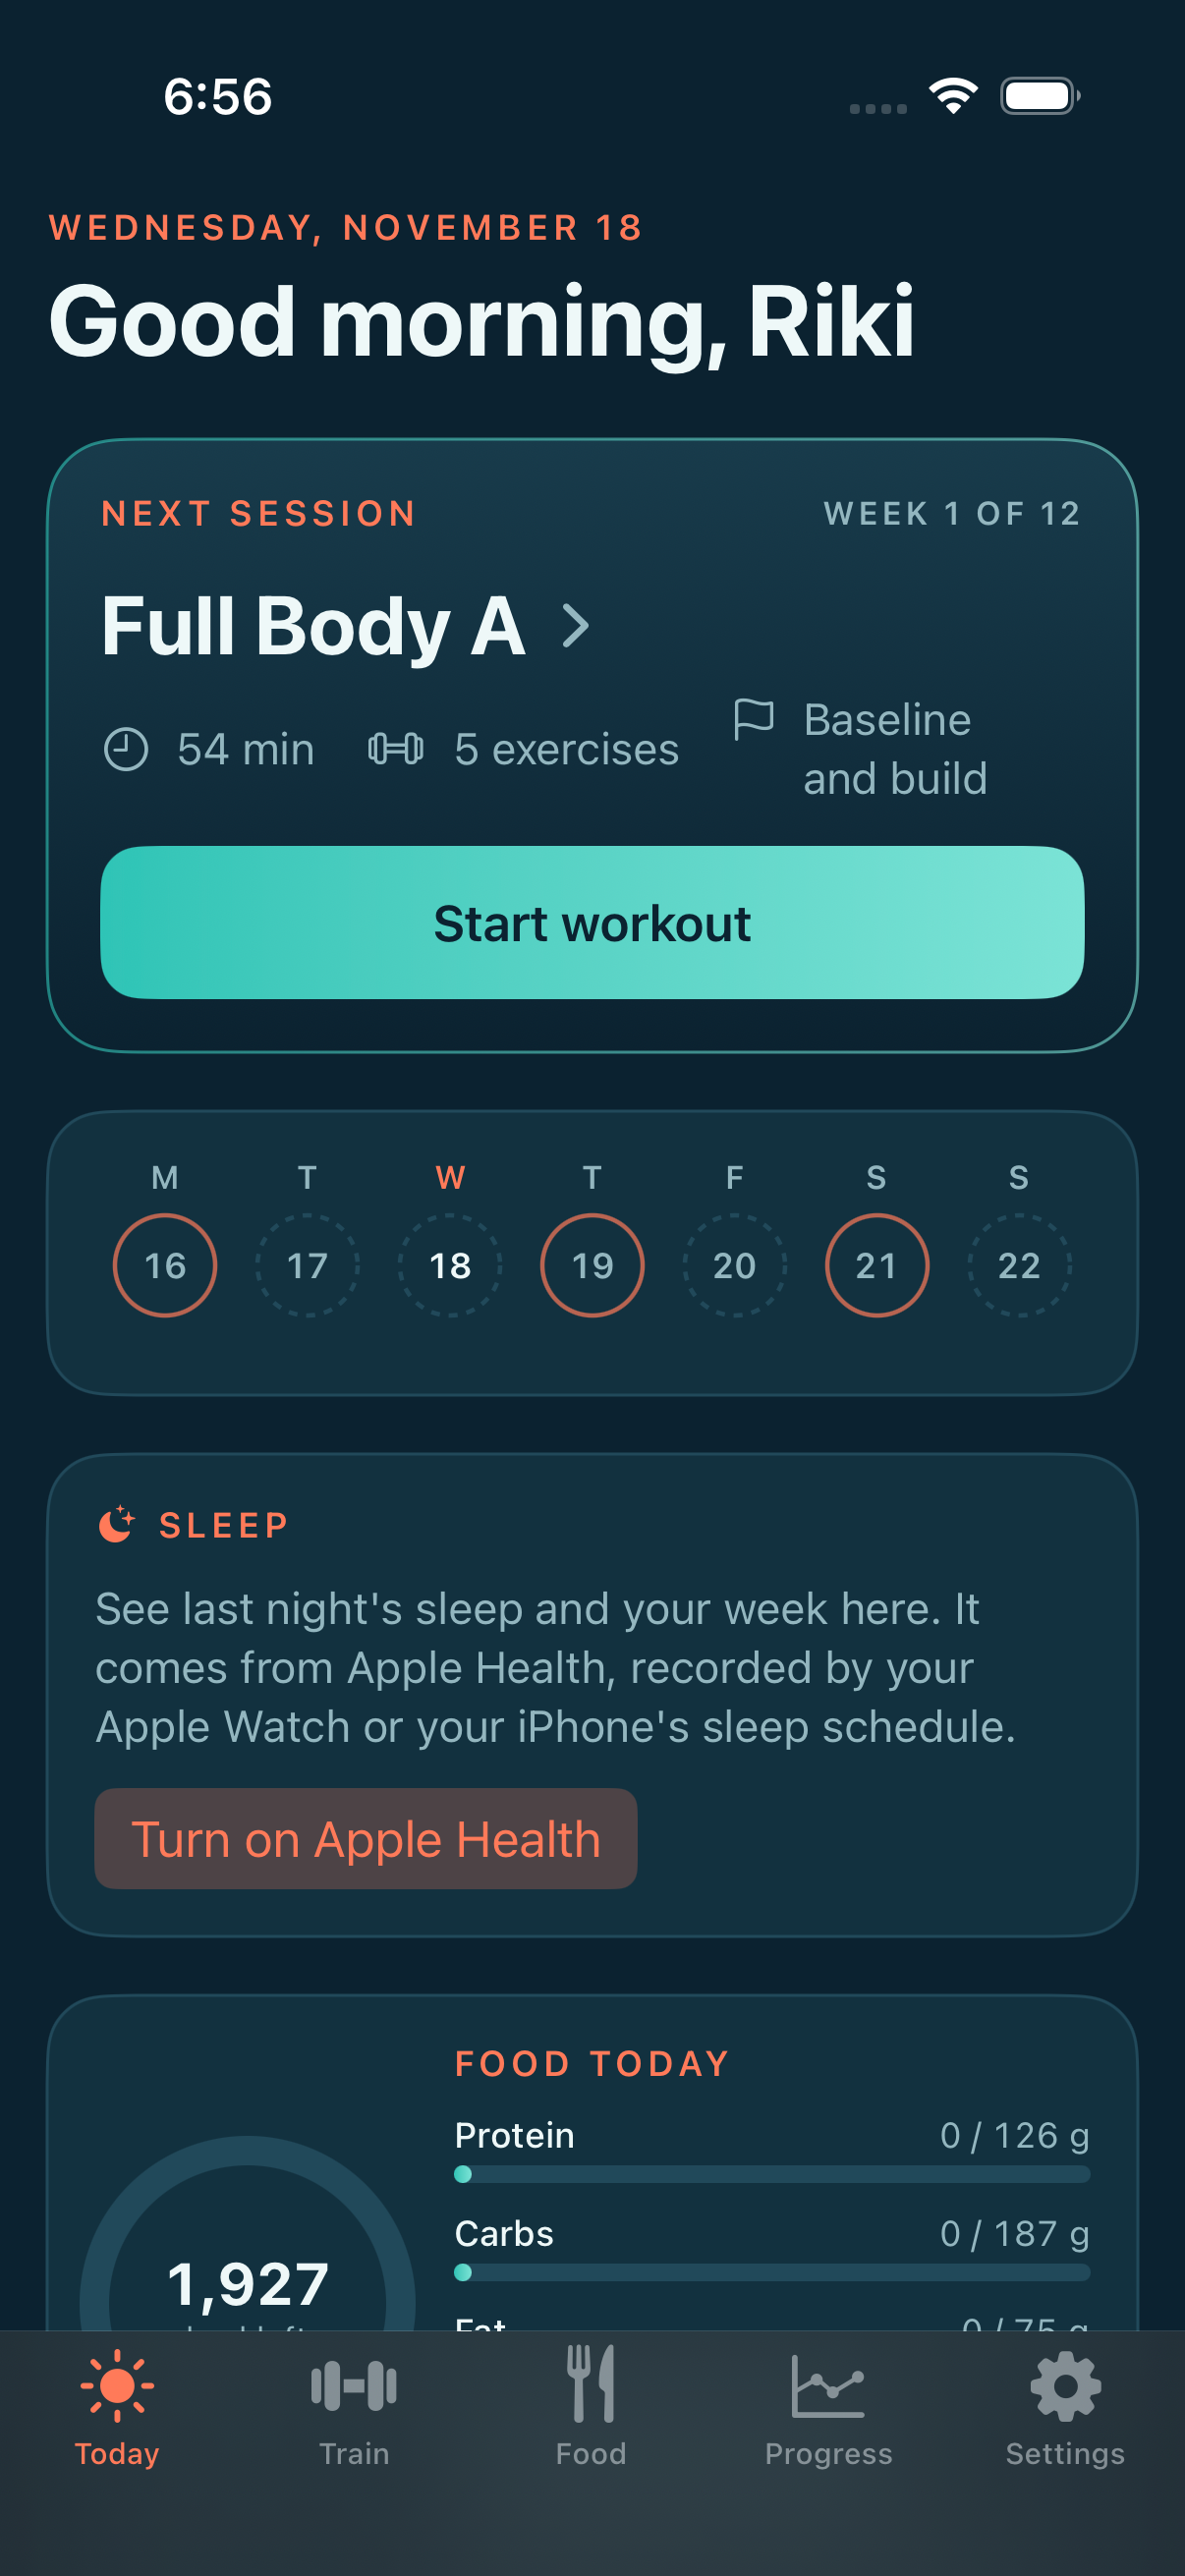 6:56
WEDNESDAY, NOVEMBER 18
Good morning, Riki
NEXT SESSION
WEEK 1 OF 12
Full Body A
54 min
5 exercises
Baseline
and build
Start workout
M T W T F S S
16 17 18 19 20 21 22
SLEEP
See last night's sleep and your week here. It
comes from Apple Health, recorded by your
Apple Watch or your iPhone's sleep schedule.
Turn on Apple Health
FOOD TODAY
Protein 0 / 126 g
Carbs 0 / 187 g
1,927
Fat 0 / 75 g
Today Train Food Progress Settings